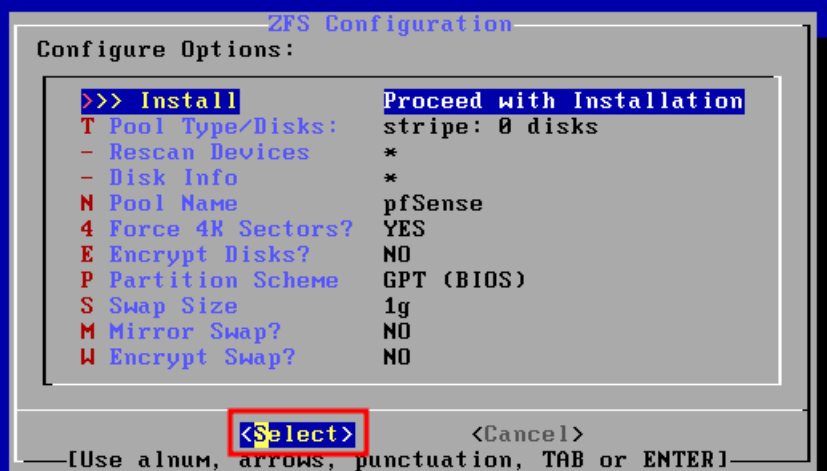 ZFS Configuration
Configure Options:
>>> Install Proceed with Installation
T Pool Type/Disks: stripe: 0 disks
- Rescan Devices *
- Disk Info *
N Pool Name pfSense
4 Force 4K Sectors? YES
E Encrypt Disks? NO
P Partition Scheme GPT (BIOS)
S Swap Size 1g
M Mirror Swap? NO
W Encrypt Swap? NO
<Select> <Cancel>
[Use alnum, arrows, punctuation, TAB or ENTER]